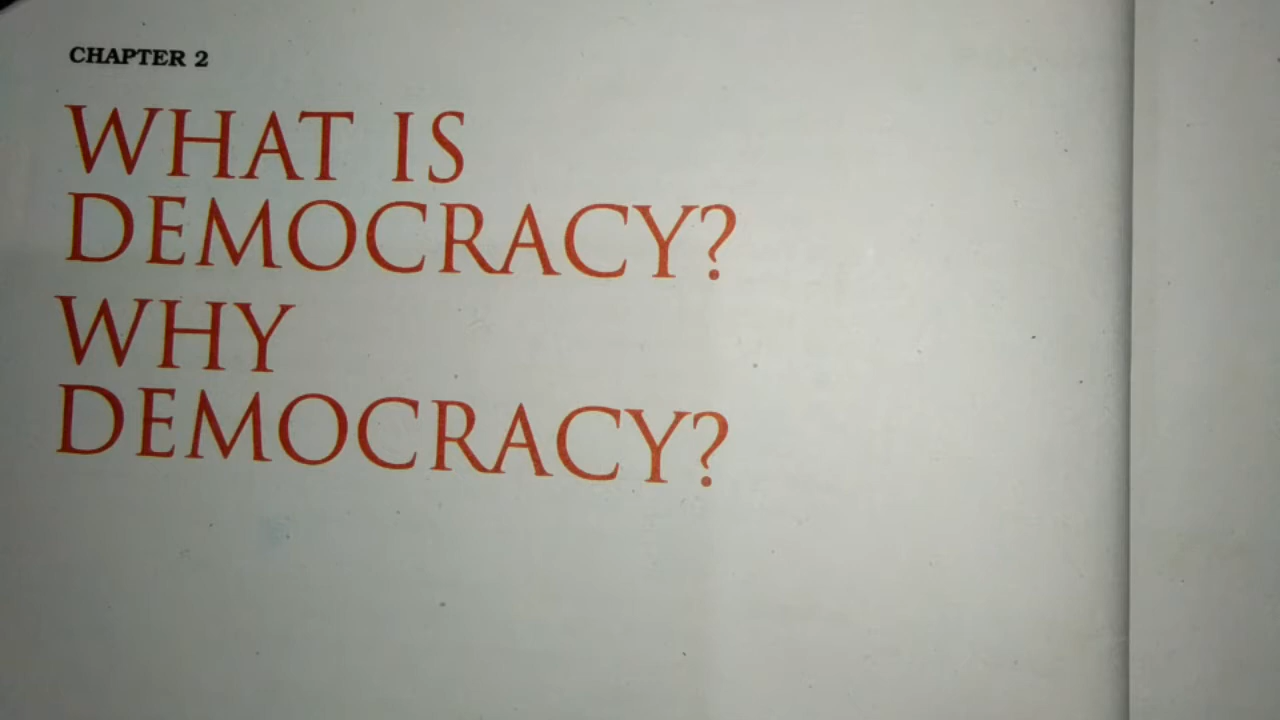 CHAPTER 2
WHAT IS
DEMOCRACY?
WHY
DEMOCRACY?